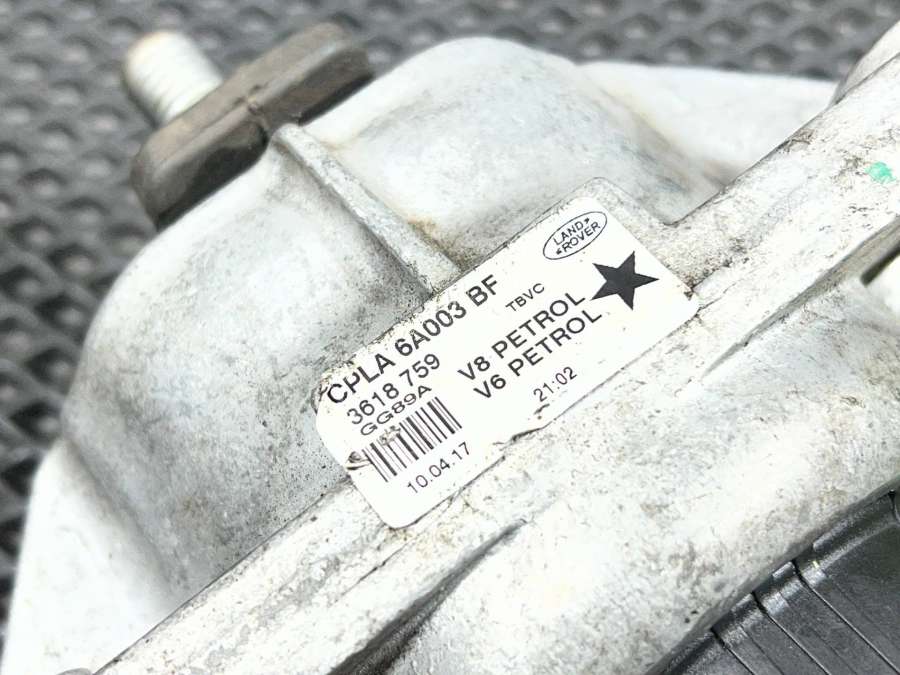 LAND
ROVER
CPLA 6A003 BF
3618 759
GG89A
10.04.17
TBVC
V8 PETROL
V6 PETROL
21:02